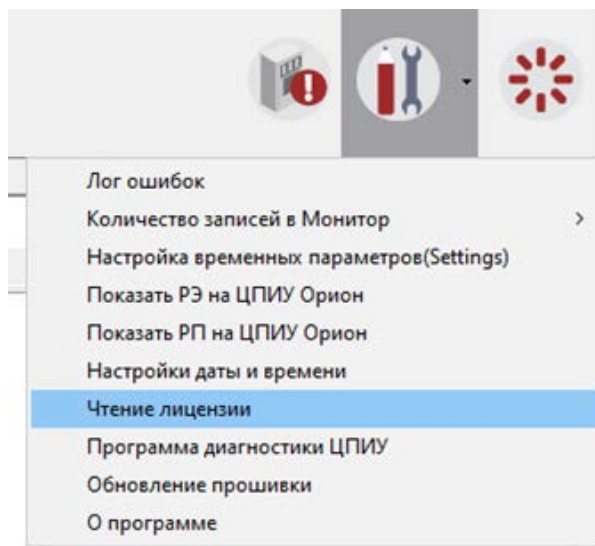 Лог ошибок
Количество записей в Монитор
Настройка временных параметров(Settings)
Показать РЭ на ЦПИУ Орион
Показать РП на ЦПИУ Орион
Настройки даты и времени
Чтение лицензии
Программа диагностики ЦПИУ
Обновление прошивки
О программе